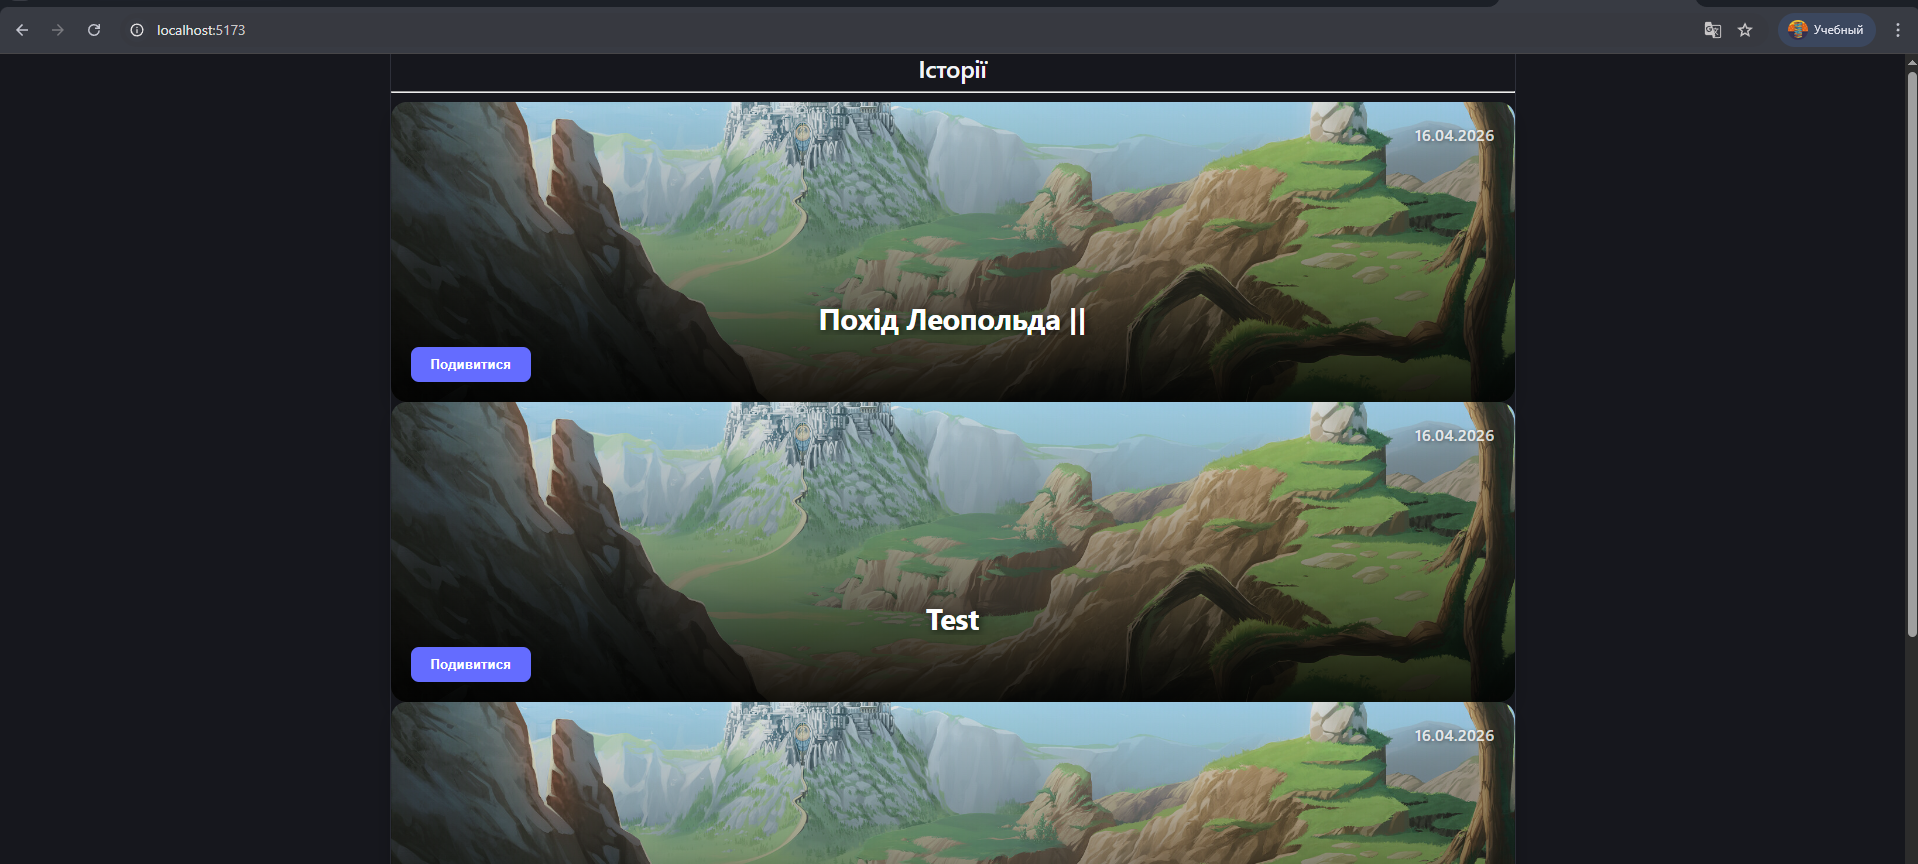 localhost:5173
Учебный
Історії
16.04.2026
Похід Леопольда ||
Подивитися
16.04.2026
Test
Подивитися
16.04.2026